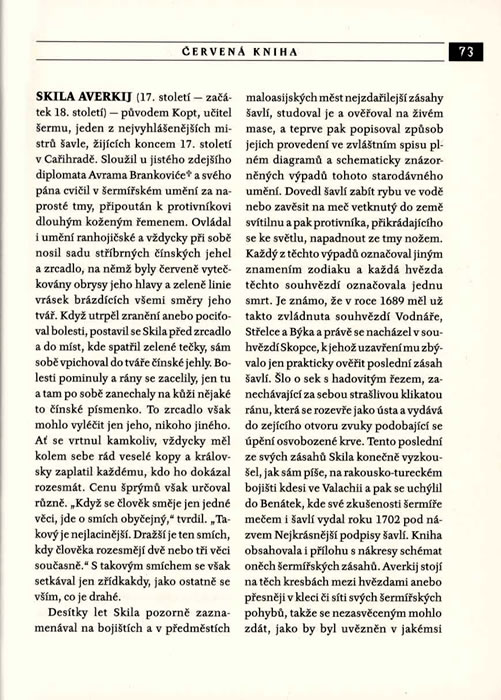 ČERVENÁ KNIHA
73
SKILA AVERKIJ (17. století — začá-
tek 18. století) — původem Kopt, učitel
šermu, jeden z nejvyhlášenějších mi-
strů šavle, žijících koncem 17. století
v Cařihradě. Sloužil u jistého zdejšího
diplomata Avrama Brankoviće✝ a svého
pána cvičil v šermířském umění za na-
prosté tmy, připoután k protivníkovi
dlouhým koženým řemenem. Ovládal
i umění ranhojičské a vždycky při sobě
nosil sadu stříbrných čínských jehel
a zrcadlo, na němž byly červeně vyteč-
kovány obrysy jeho hlavy a zeleně linie
vrásek brázdících všemi směry jeho
tvář. Když utrpěl zranění anebo pociťo-
val bolesti, postavil se Skila před zrcadlo
a do míst, kde spatřil zelené tečky, sám
sobě vpichoval do tváře čínské jehly. Bo-
lesti pominuly a rány se zacelily, jen tu
a tam po sobě zanechaly na kůži nějaké
to čínské písmenko. To zrcadlo však
mohlo vyléčit jen jeho, nikoho jiného.
Ať se vrtnul kamkoliv, vždycky měl
kolem sebe rád veselé kopy a králov-
sky zaplatil každému, kdo ho dokázal
rozesmát. Cenu šprýmů však určoval
různě. „Když se člověk směje jen jedné
věci, jde o smích obyčejný,“ tvrdil. „Ta-
kový je nejlacinější. Dražší je ten smích,
kdy člověka rozesmějí dvě nebo tři věci
současně.“ S takovým smíchem se však
setkával jen zřídkakdy, jako ostatně se
vším, co je drahé.
Desítky let Skila pozorně zazna-
menával na bojištích a v předměstích
maloasijských měst nejzdařilejší zásahy
šavlí, studoval je a ověřoval na živém
mase, a teprve pak popisoval způsob
jejich provedení ve zvláštním spisu pl-
ném diagramů a schematicky znázor-
něných výpadů tohoto starodávného
umění. Dovedl šavlí zabít rybu ve vodě
nebo zavěsit na meč vetknutý do země
svítilnu a pak protivníka, přikrádajícího
se ke světlu, napadnout ze tmy nožem.
Každý z těchto výpadů označoval jiným
znamením zodiaku a každá hvězda
těchto souhvězdí označovala jednu
smrt. Je známo, že v roce 1689 měl už
takto zvládnuta souhvězdí Vodnáře,
Střelce a Býka a právě se nacházel v sou-
hvězdí Skopce, k jehož uzavření mu zbý-
valo jen prakticky ověřit poslední zásah
šavlí. Šlo o sek s hadovitým řezem, za-
nechávající za sebou strašlivou klikatou
ránu, která se rozevře jako ústa a vydává
do zejícího otvoru zvuky podobající se
úpění osvobozené krve. Tento poslední
ze svých zásahů Skila konečně vyzkou-
šel, jak sám píše, na rakousko-tureckém
bojišti kdesi ve Valachii a pak se uchýlil
do Benátek, kde své zkušenosti šermíře
mečem i šavlí vydal roku 1702 pod ná-
zvem Nejkrásnější podpisy šavlí. Kniha
obsahovala i přílohu s nákresy schémat
oněch šermířských zásahů. Averkij stojí
na těch kresbách mezi hvězdami anebo
přesněji v kleci či síti svých šermířských
pohybů, takže se nezasvěceným mohlo
zdát, jako by byl uvězněn v jakémsi